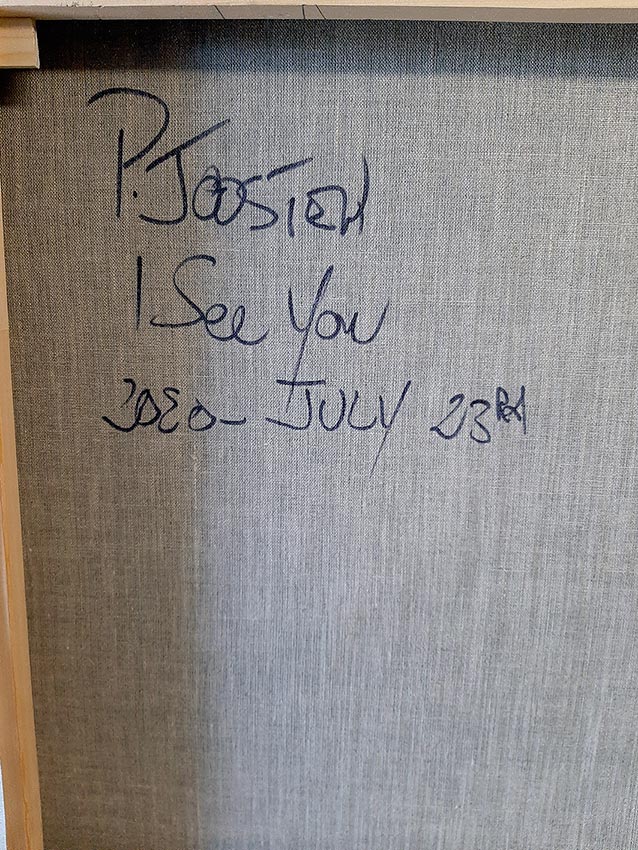 P. JOOSTEN
I See You
2020 - JULY 23RD